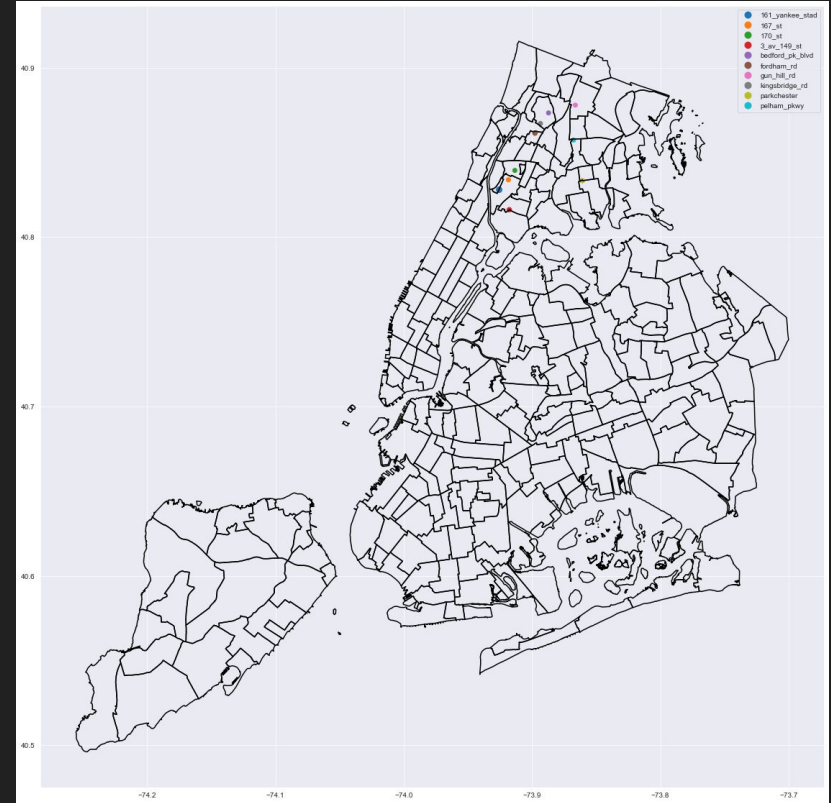 161_yankee_stad
167_st
170_st
3_av_149_st
bedford_pk_blvd
fordham_rd
gun_hill_rd
kingsbridge_rd
parkchester
pelham_pkwy
40.9
40.8
40.7
40.6
40.5
−74.2 −74.1 −74.0 −73.9 −73.8 −73.7